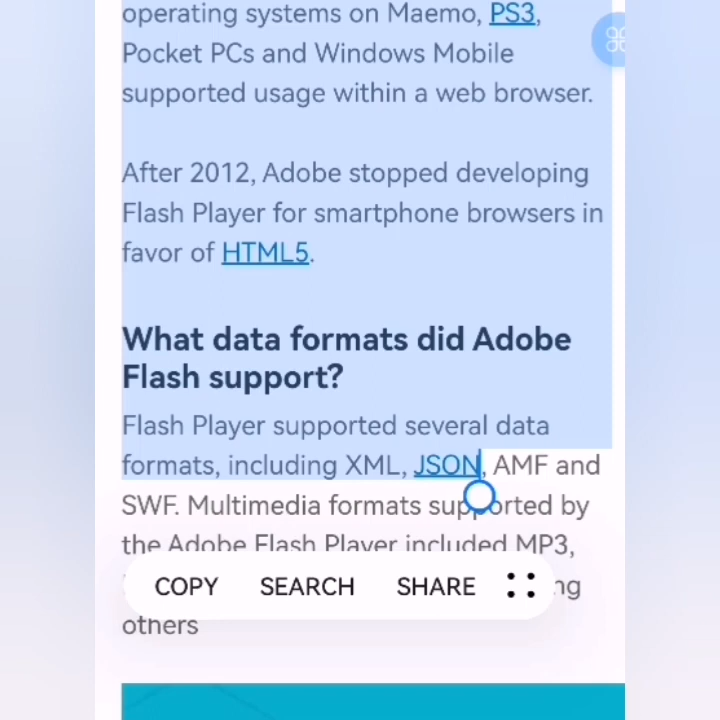 operating systems on Maemo, PS3,
Pocket PCs and Windows Mobile
supported usage within a web browser.
After 2012, Adobe stopped developing
Flash Player for smartphone browsers in
favor of HTML5.
What data formats did Adobe
Flash support?
Flash Player supported several data
formats, including XML, JSON, AMF and
SWF. Multimedia formats supported by
the Adobe Flash Player included MP3,
COPY SEARCH SHARE
others